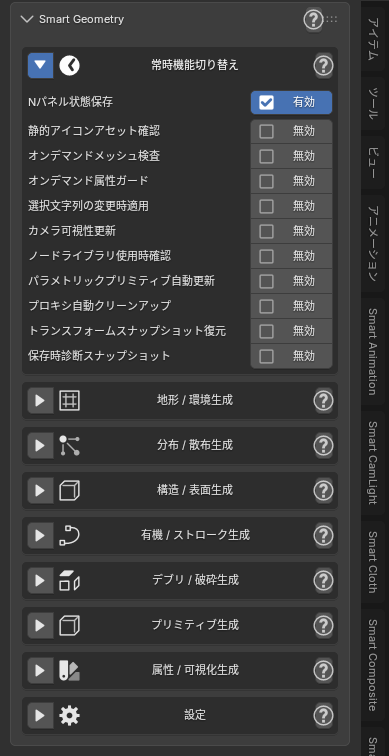 Smart Geometry
常時機能切り替え
Nパネル状態保存 有効
静的アイコンアセット確認 無効
オンデマンドメッシュ検査 無効
オンデマンド属性ガード 無効
選択文字列の変更時適用 無効
カメラ可視性更新 無効
ノードライブラリ使用時確認 無効
パラメトリックプリミティブ自動更新 無効
プロキシ自動クリーンアップ 無効
トランスフォームスナップショット復元 無効
保存時診断スナップショット 無効
地形 / 環境生成
分布 / 散布生成
構造 / 表面生成
有機 / ストローク生成
デブリ / 破砕生成
プリミティブ生成
属性 / 可視化生成
設定
アイテム
ツール
ビュー
アニメーション
Smart Animation
Smart CamLight
Smart Cloth
Smart Composite